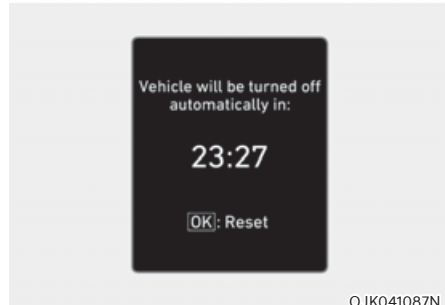 Vehicle will be turned off
automatically in:
23:27
OK: Reset
OJK041087N